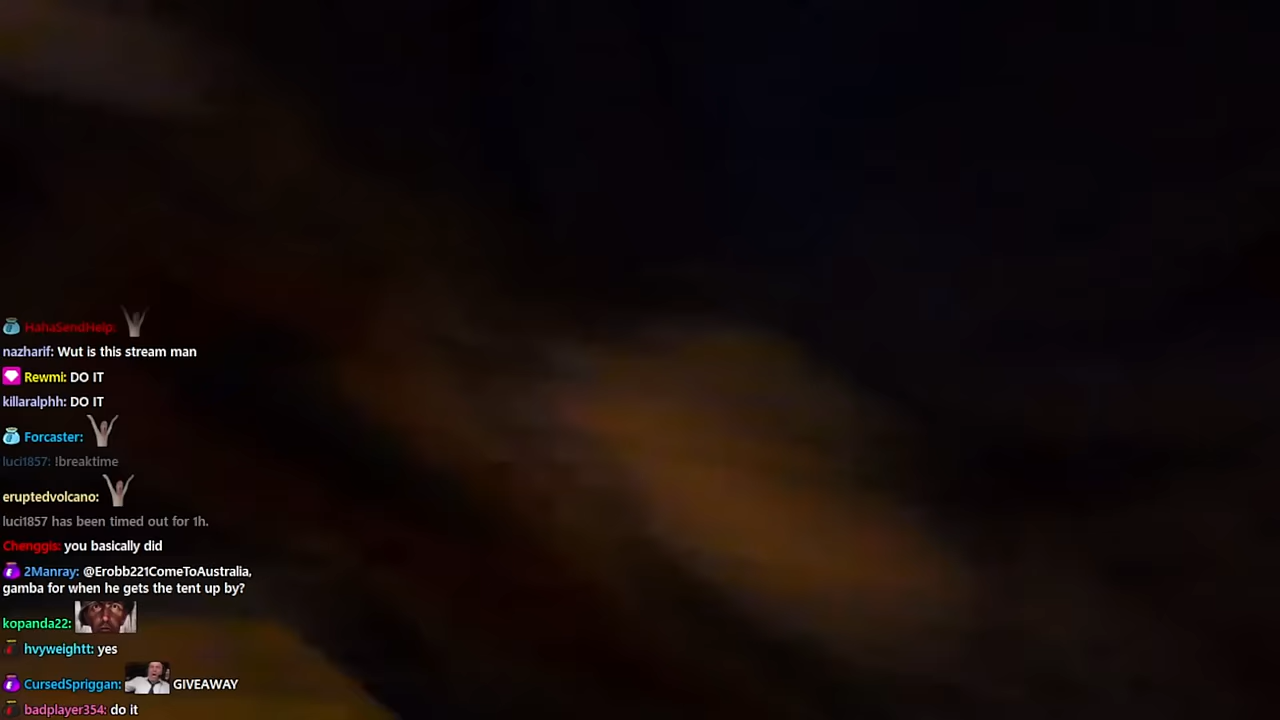 HahaSendHelp:
nazharif: Wut is this stream man
Rewmi: DO IT
killaralphh: DO IT
Forcaster:
luci1857: !breaktime
eruptedvolcano:
luci1857 has been timed out for 1h.
Chenggis: you basically did
2Manray: @Erobb221ComeToAustralia,
gamba for when he gets the tent up by?
kopanda22:
hvyweightt: yes
CursedSpriggan: GIVEAWAY
badplayer354: do it